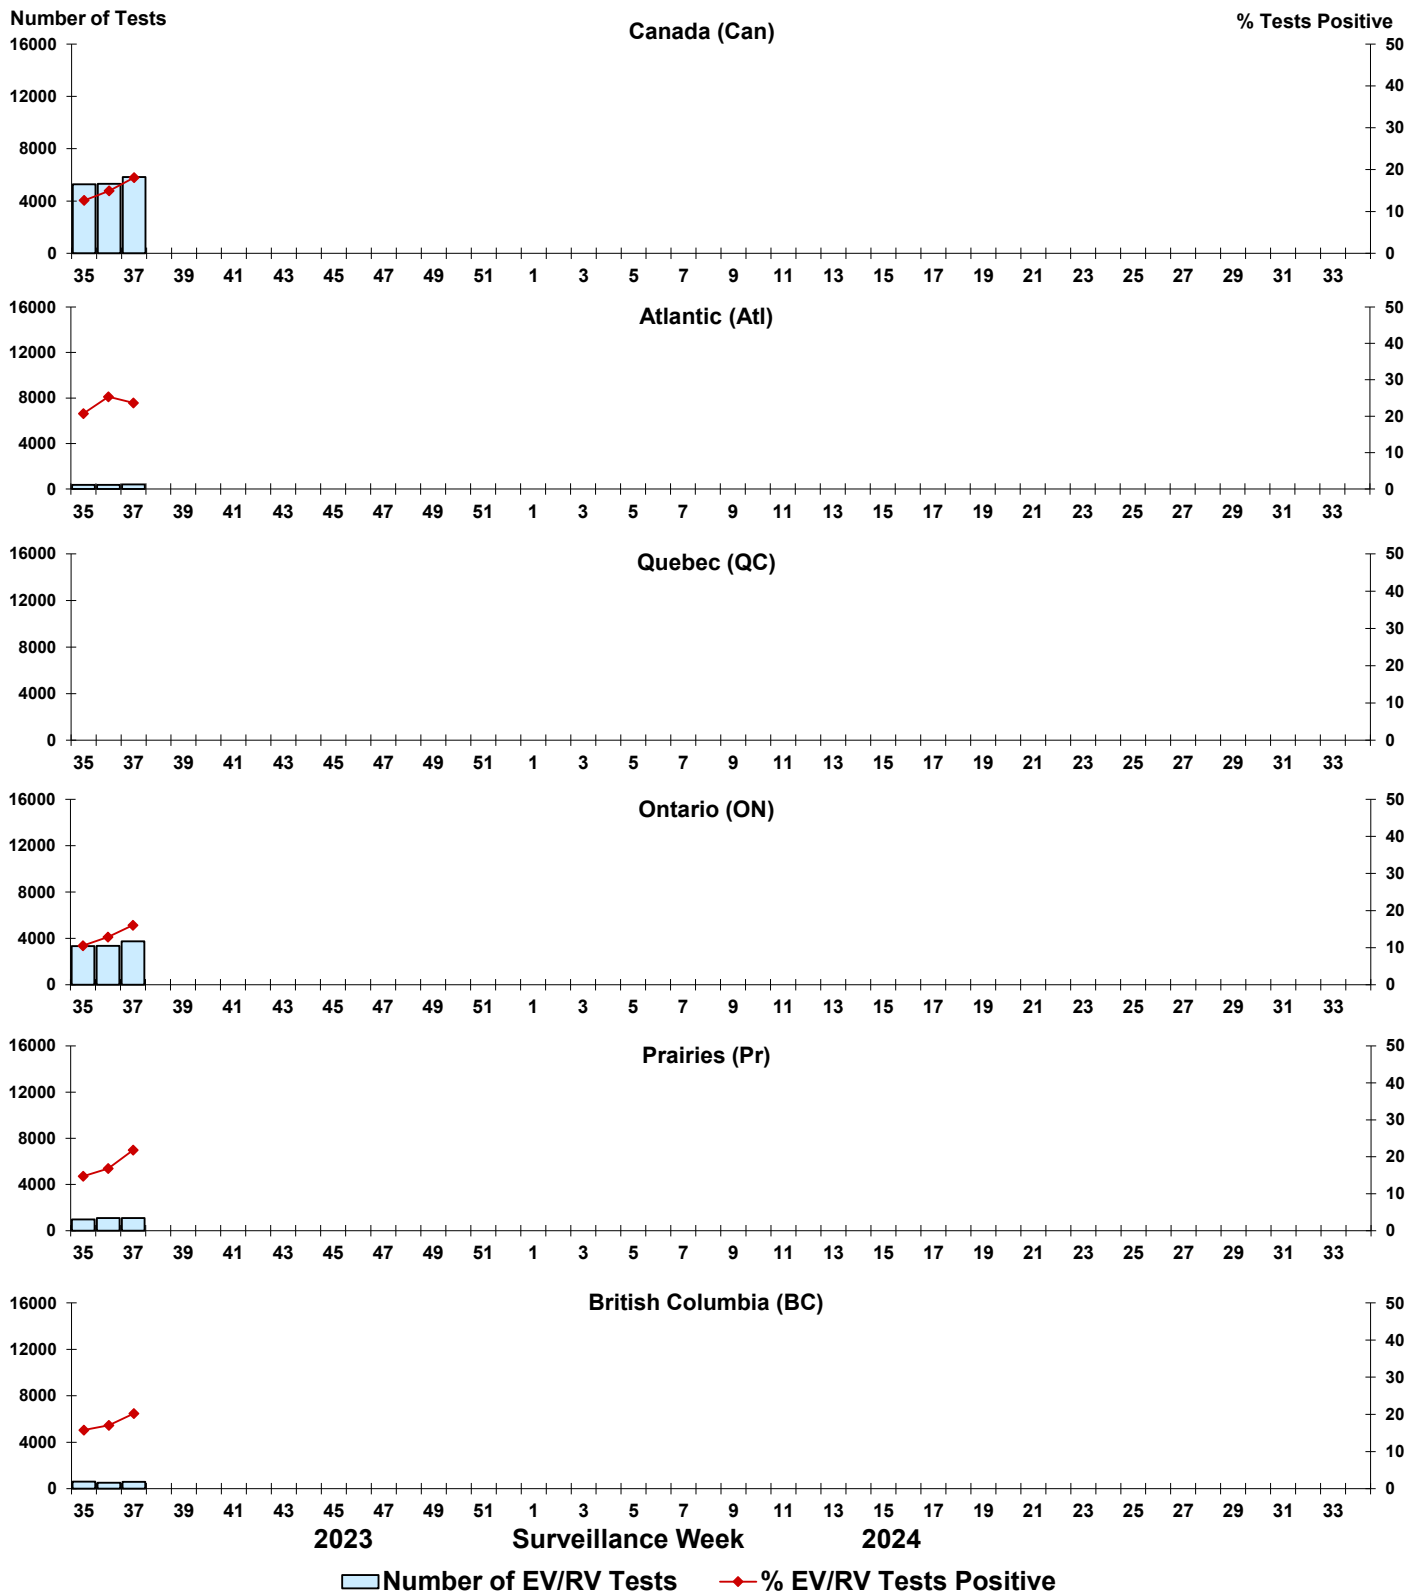 Number of Tests
Canada (Can)
% Tests Positive
16000 50
12000 40
8000 30
4000 20
0 10
0
35 37 39 41 43 45 47 49 51 1 3 5 7 9 11 13 15 17 19 21 23 25 27 29 31 33
Atlantic (Atl)
16000 50
12000 40
8000 30
4000 20
0 10
0
35 37 39 41 43 45 47 49 51 1 3 5 7 9 11 13 15 17 19 21 23 25 27 29 31 33
Quebec (QC)
16000 50
12000 40
8000 30
4000 20
0 10
0
35 37 39 41 43 45 47 49 51 1 3 5 7 9 11 13 15 17 19 21 23 25 27 29 31 33
Ontario (ON)
16000 50
12000 40
8000 30
4000 20
0 10
0
35 37 39 41 43 45 47 49 51 1 3 5 7 9 11 13 15 17 19 21 23 25 27 29 31 33
Prairies (Pr)
16000 50
12000 40
8000 30
4000 20
0 10
0
35 37 39 41 43 45 47 49 51 1 3 5 7 9 11 13 15 17 19 21 23 25 27 29 31 33
British Columbia (BC)
16000 50
12000 40
8000 30
4000 20
0 10
0
35 37 39 41 43 45 47 49 51 1 3 5 7 9 11 13 15 17 19 21 23 25 27 29 31 33
2023 Surveillance Week 2024
Number of EV/RV Tests % EV/RV Tests Positive